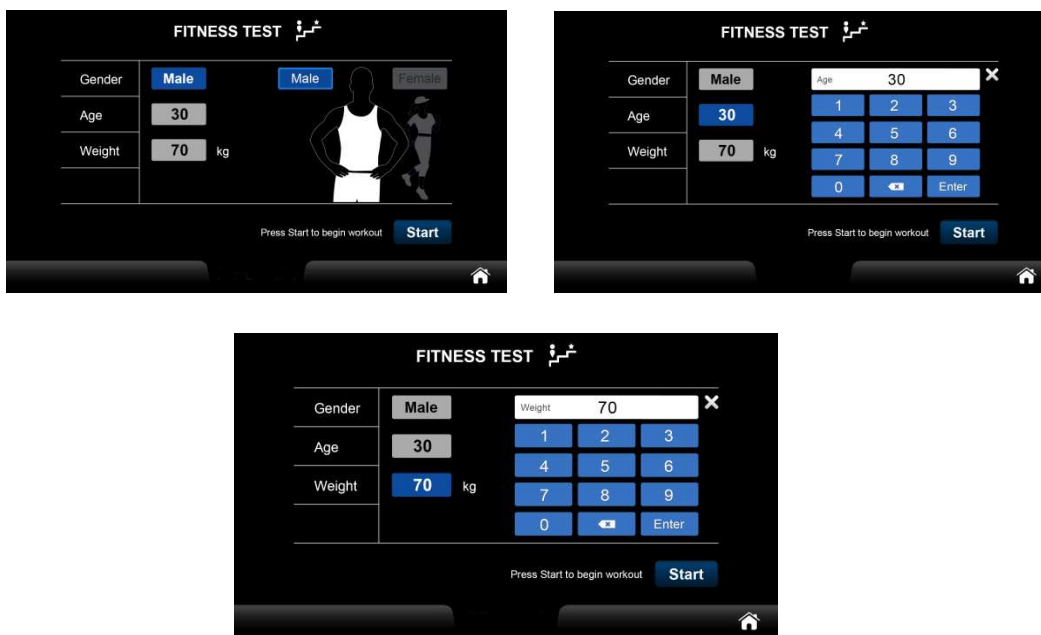 FITNESS TEST
Gender Male Male Female
Age 30
Weight 70 kg
Press Start to begin workout Start
FITNESS TEST
Gender Male Age 30
1 2 3
Age 30
4 5 6
Weight 70 kg
7 8 9
0 Enter
Press Start to begin workout Start
FITNESS TEST
Gender Male Weight 70
1 2 3
Age 30
4 5 6
Weight 70 kg
7 8 9
0 Enter
Press Start to begin workout Start